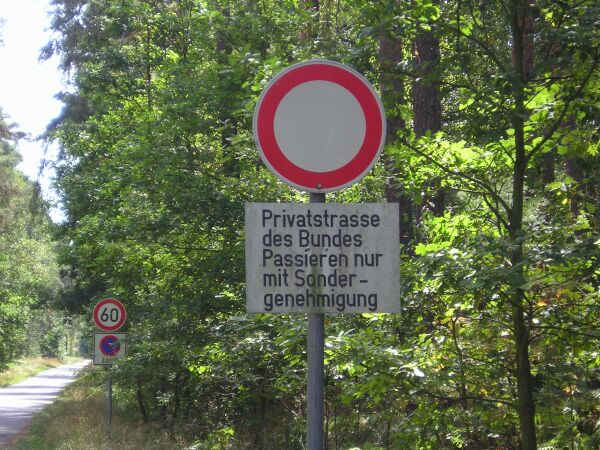 Privatstrasse
des Bundes
Passieren nur
mit Sonder-
genehmigung
60